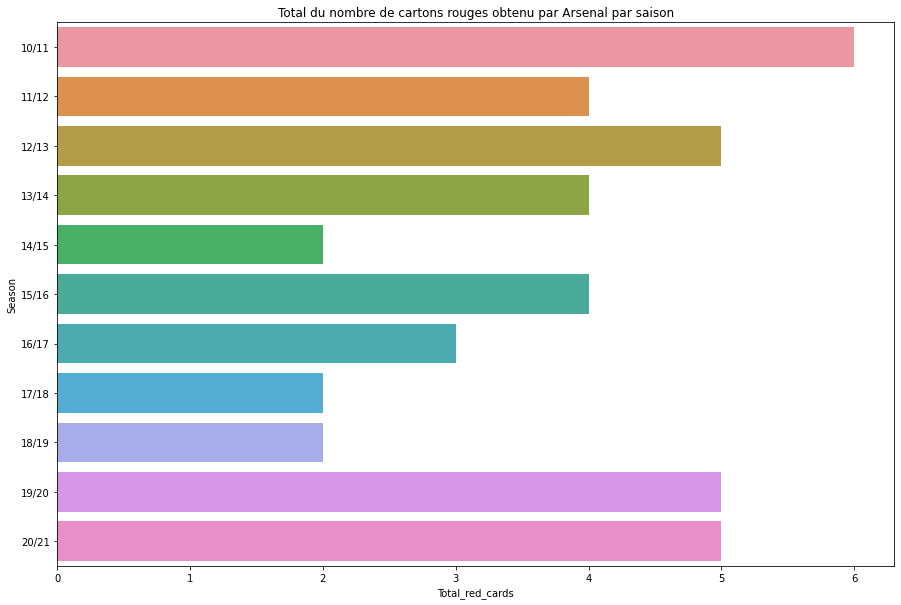 Total du nombre de cartons rouges obtenu par Arsenal par saison
Season
10/11
11/12
12/13
13/14
14/15
15/16
16/17
17/18
18/19
19/20
20/21
0 1 2 3 4 5 6
Total_red_cards